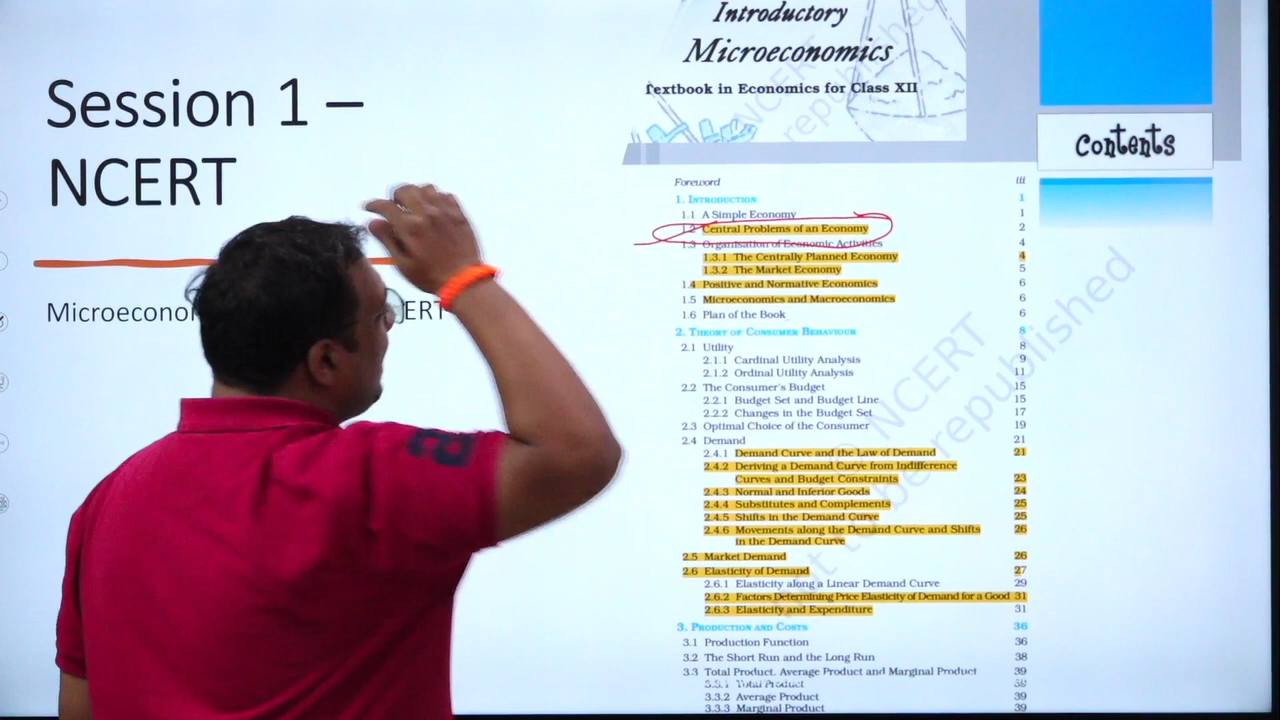 Session 1 –
NCERT
Introductory
Microeconomics
Textbook in Economics for Class XII
Contents
Foreword iii
1. INTRODUCTION 1
1.1 A Simple Economy 1
1.2 Central Problems of an Economy 2
1.3 Organisation of Economic Activities 4
1.3.1 The Centrally Planned Economy 4
1.3.2 The Market Economy 5
1.4 Positive and Normative Economics 6
1.5 Microeconomics and Macroeconomics 6
1.6 Plan of the Book 6
2. THEORY OF CONSUMER BEHAVIOUR 8
2.1 Utility 8
2.1.1 Cardinal Utility Analysis 9
2.1.2 Ordinal Utility Analysis 11
2.2 The Consumer's Budget 15
2.2.1 Budget Set and Budget Line 15
2.2.2 Changes in the Budget Set 17
2.3 Optimal Choice of the Consumer 19
2.4 Demand 21
2.4.1 Demand Curve and the Law of Demand 21
2.4.2 Deriving a Demand Curve from Indifference
Curves and Budget Constraints 23
2.4.3 Normal and Inferior Goods 24
2.4.4 Substitutes and Complements 25
2.4.5 Shifts in the Demand Curve 25
2.4.6 Movements along the Demand Curve and Shifts
in the Demand Curve 26
2.5 Market Demand 26
2.6 Elasticity of Demand 27
2.6.1 Elasticity along a Linear Demand Curve 29
2.6.2 Factors Determining Price Elasticity of Demand for a Good 31
2.6.3 Elasticity and Expenditure 31
3. PRODUCTION AND COSTS 36
3.1 Production Function 36
3.2 The Short Run and the Long Run 38
3.3 Total Product, Average Product and Marginal Product 39
3.3.1 Total Product 39
3.3.2 Average Product 39
3.3.3 Marginal Product 39
© NCERT
not to be republished